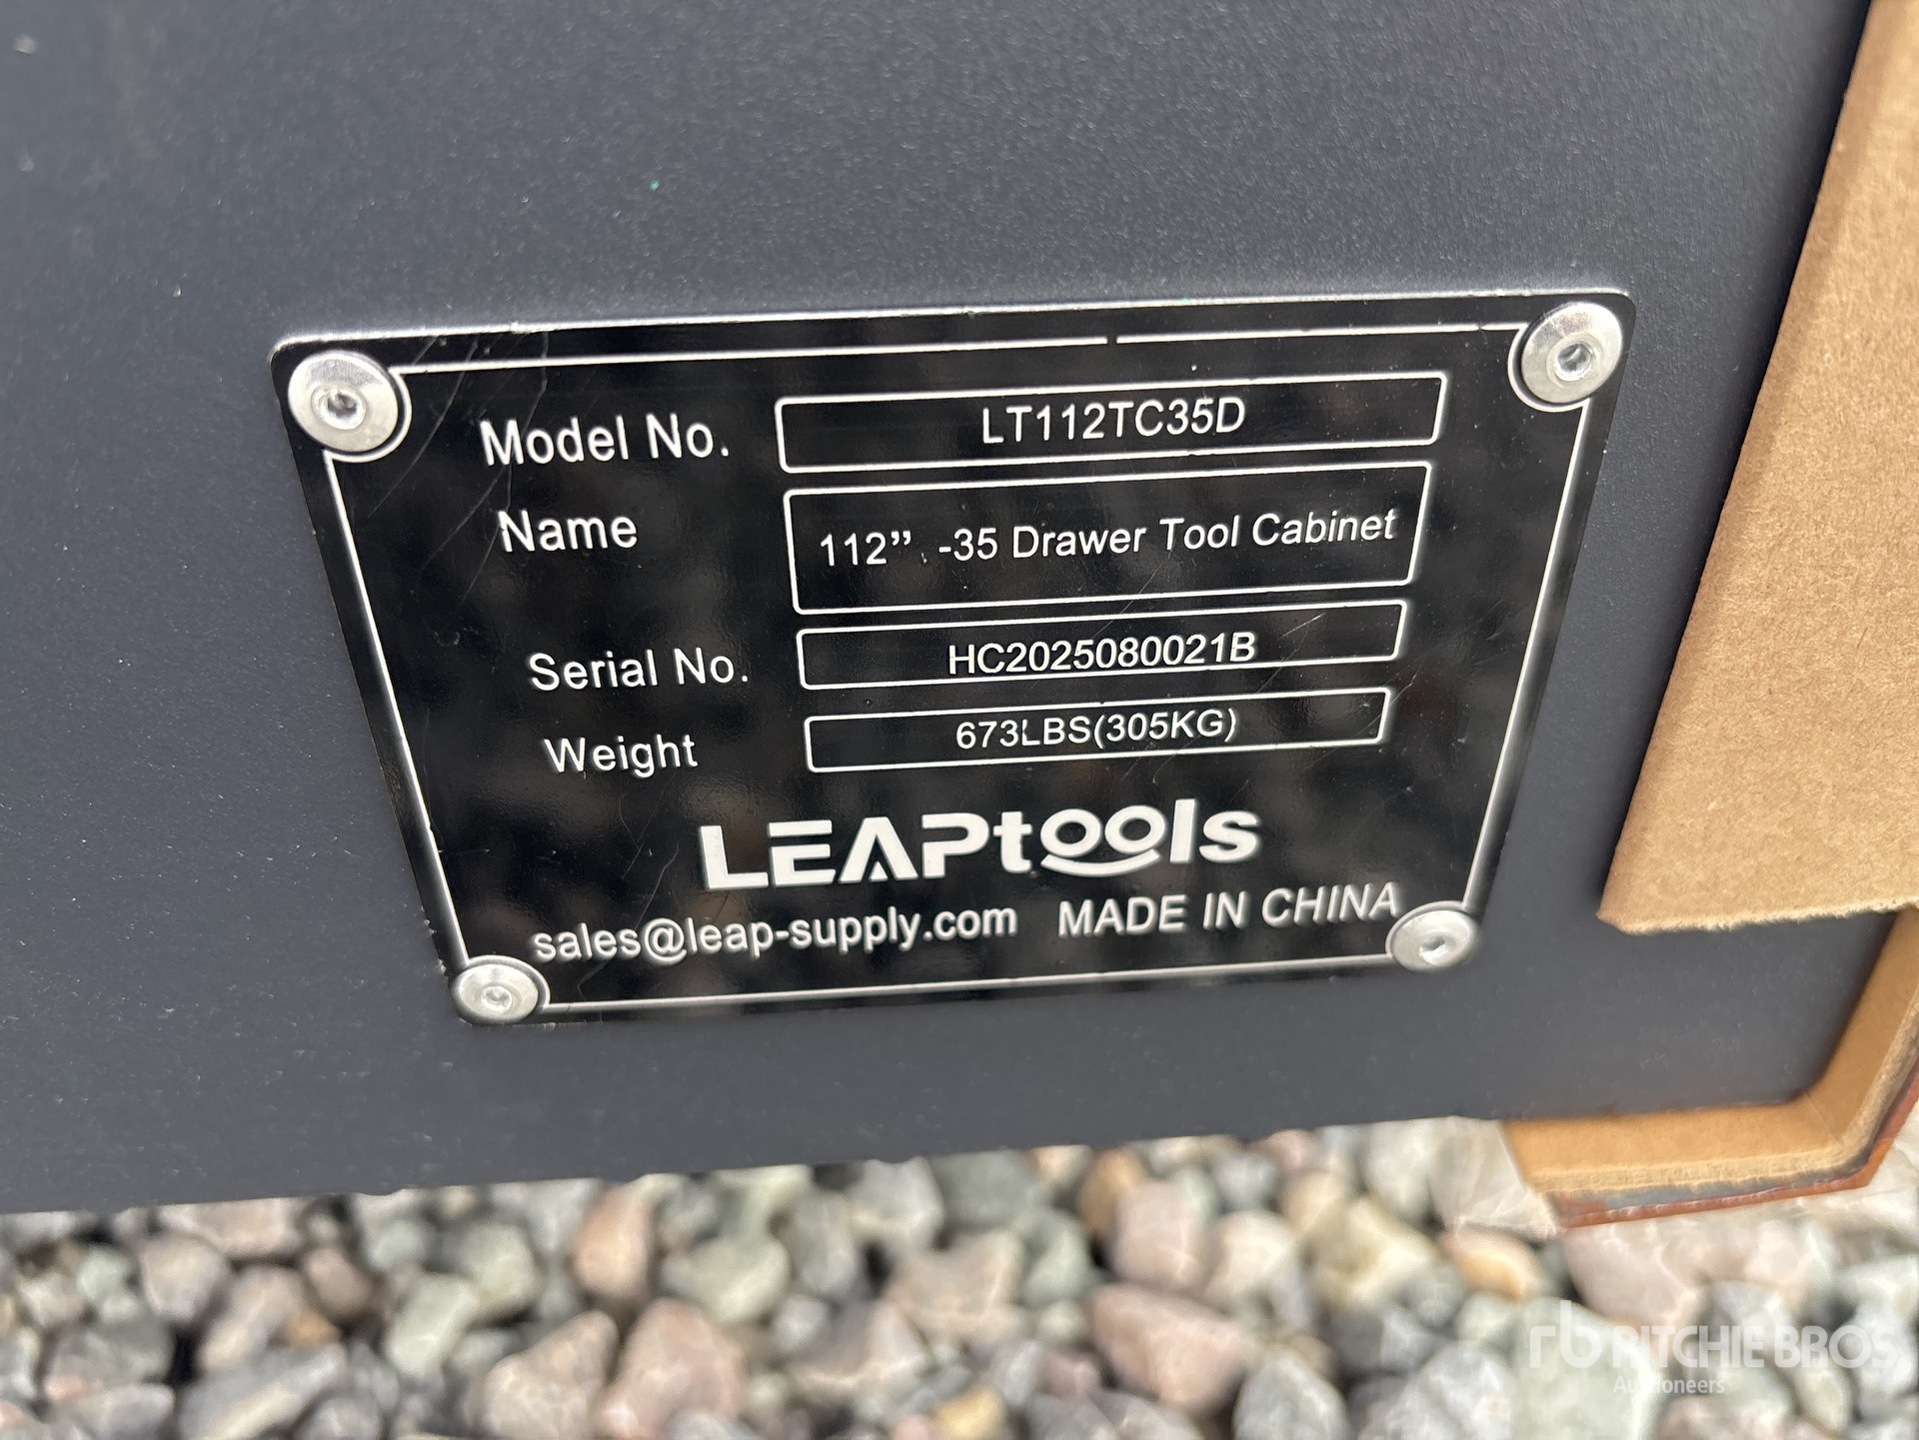 Model No. LT112TC35D
Name 112” -35 Drawer Tool Cabinet
Serial No. HC2025080021B
Weight 673LBS(305KG)
LEAPtools
sales@leap-supply.com MADE IN CHINA
rb RITCHIE BROS
Auctioneers